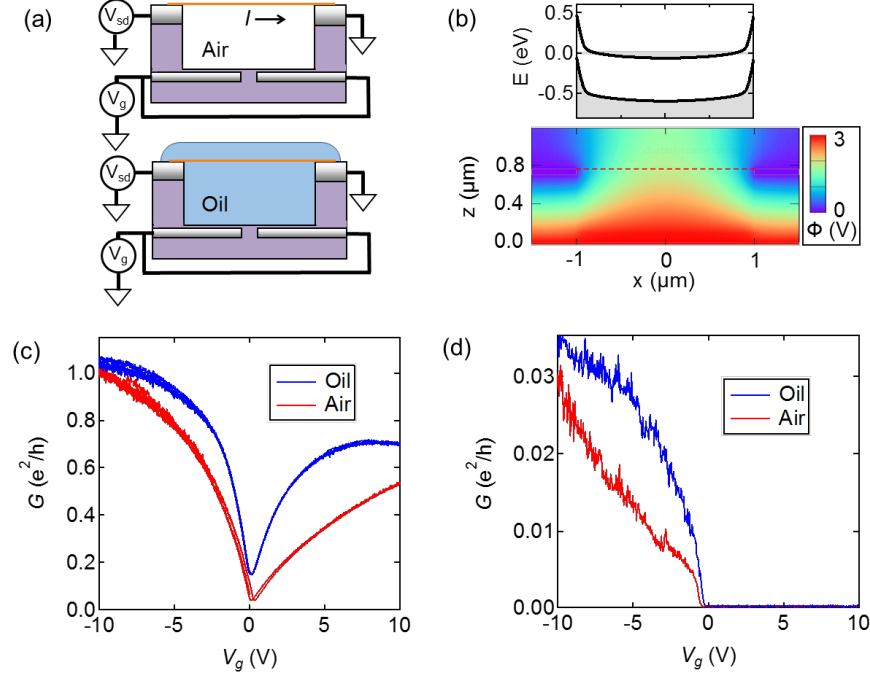 (a)
V_sd
I →
Air
V_g
V_sd
Oil
V_g
(b)
E (eV)
0.5
0.0
-0.5
z (µm)
0.8
0.4
0.0
-1
0
1
x (µm)
3
0
Φ (V)
(c)
G (e²/h)
1.0
0.8
0.6
0.4
0.2
0.0
Oil
Air
-10
-5
0
5
10
V_g (V)
(d)
G (e²/h)
0.03
0.02
0.01
0.00
Oil
Air
-10
-5
0
5
10
V_g (V)